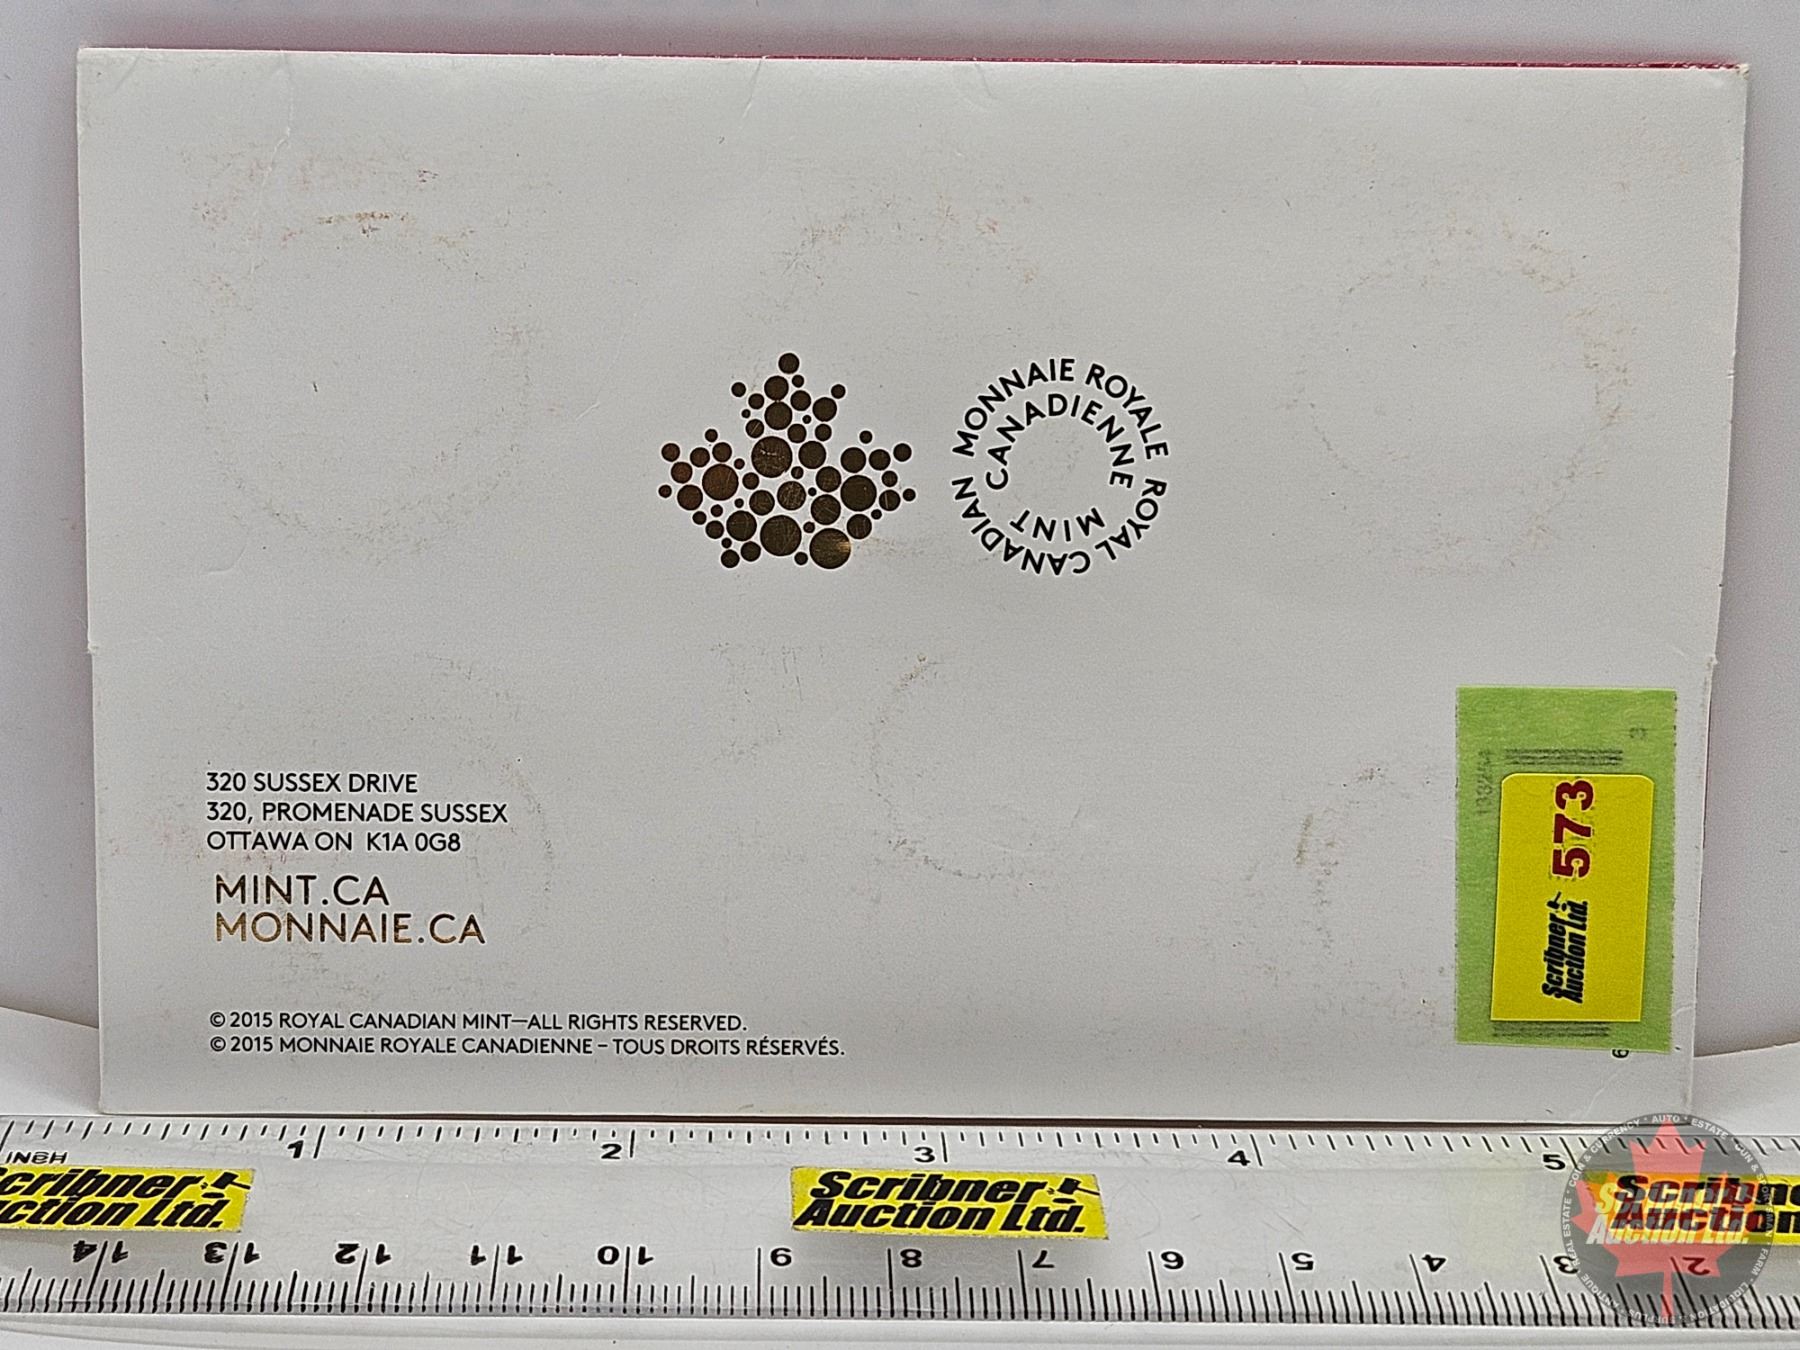 MONNAIE ROYALE CANADIENNE
ROYAL CANADIAN MINT
320 SUSSEX DRIVE
320, PROMENADE SUSSEX
OTTAWA ON K1A 0G8
MINT.CA
MONNAIE.CA
© 2015 ROYAL CANADIAN MINT—ALL RIGHTS RESERVED.
© 2015 MONNAIE ROYALE CANADIENNE – TOUS DROITS RÉSERVÉS.
Scribner
Auction Ltd.
573
INCH
1 2 3 4 5
Scribner
Auction Ltd.
14 13 12 11 10 9 8 7 6 5 4 3 2
Scribner
Auction Ltd.